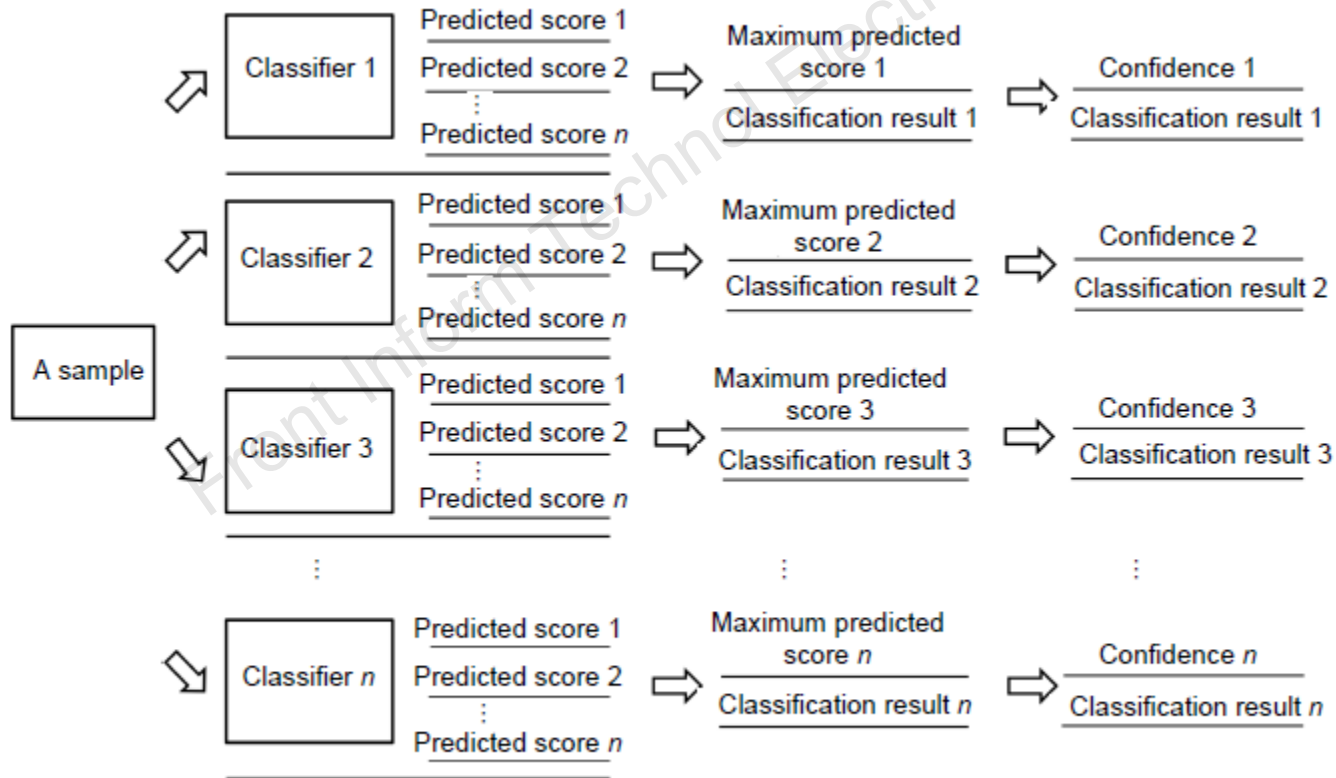 A sample
Classifier 1
Predicted score 1
Predicted score 2
⋮
Predicted score n
Maximum predicted
score 1
Classification result 1
Confidence 1
Classification result 1
Classifier 2
Predicted score 1
Predicted score 2
⋮
Predicted score n
Maximum predicted
score 2
Classification result 2
Confidence 2
Classification result 2
Classifier 3
Predicted score 1
Predicted score 2
⋮
Predicted score n
Maximum predicted
score 3
Classification result 3
Confidence 3
Classification result 3
⋮
⋮
⋮
Classifier n
Predicted score 1
Predicted score 2
⋮
Predicted score n
Maximum predicted
score n
Classification result n
Confidence n
Classification result n
Front Inform Technol Electr